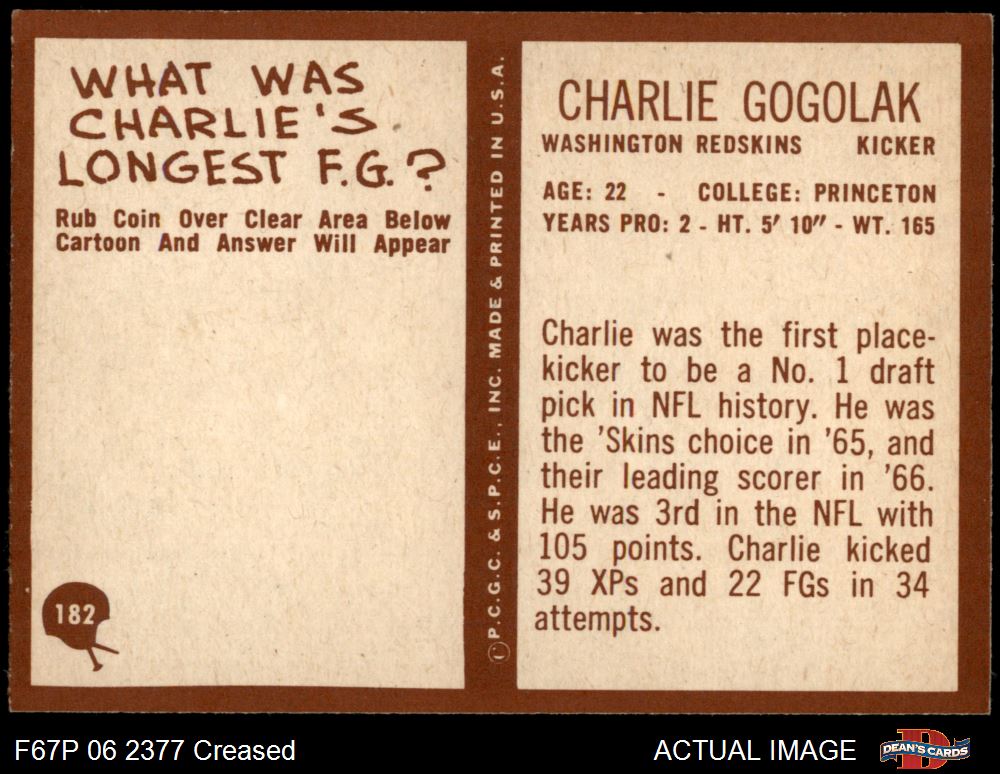 WHAT WAS
CHARLIE'S
LONGEST F.G.?
Rub Coin Over Clear Area Below
Cartoon And Answer Will Appear
182
©P.C.G.C. & S.P.C.E., INC. MADE & PRINTED IN U.S.A.
CHARLIE GOGOLAK
WASHINGTON REDSKINS KICKER
AGE: 22 - COLLEGE: PRINCETON
YEARS PRO: 2 - HT. 5' 10" - WT. 165
Charlie was the first place-
kicker to be a No. 1 draft
pick in NFL history. He was
the 'Skins choice in '65, and
their leading scorer in '66.
He was 3rd in the NFL with
105 points. Charlie kicked
39 XPs and 22 FGs in 34
attempts.
F67P 06 2377 Creased
ACTUAL IMAGE
D
DEAN'S CARDS